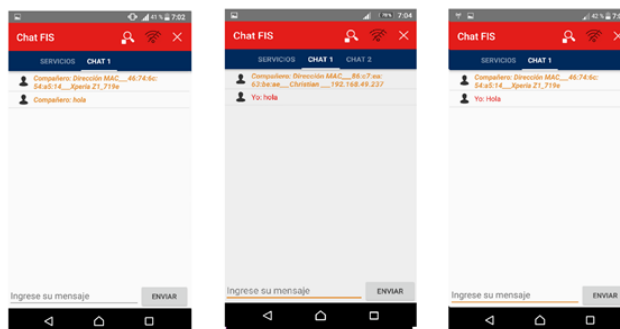 41% 7:02
Chat FIS
SERVICIOS CHAT 1
Compañero: Dirección MAC__46:74:6c:
54:a5:14__Xperia Z1_719e
Compañero: hola
Ingrese su mensaje
ENVIAR
7:04
Chat FIS
SERVICIOS CHAT 1 CHAT 2
Compañero: Dirección MAC__86:c7:ea:
63:be:ae__Christian __192.168.49.237
Yo: hola
Ingrese su mensaje
ENVIAR
42%
Chat FIS
SERVICIOS CHAT 1
Compañero: Dirección MAC__46:74:6c:
54:a5:14__Xperia Z1_719e
Yo: Hola
Ingrese su mensaje
ENVIAR